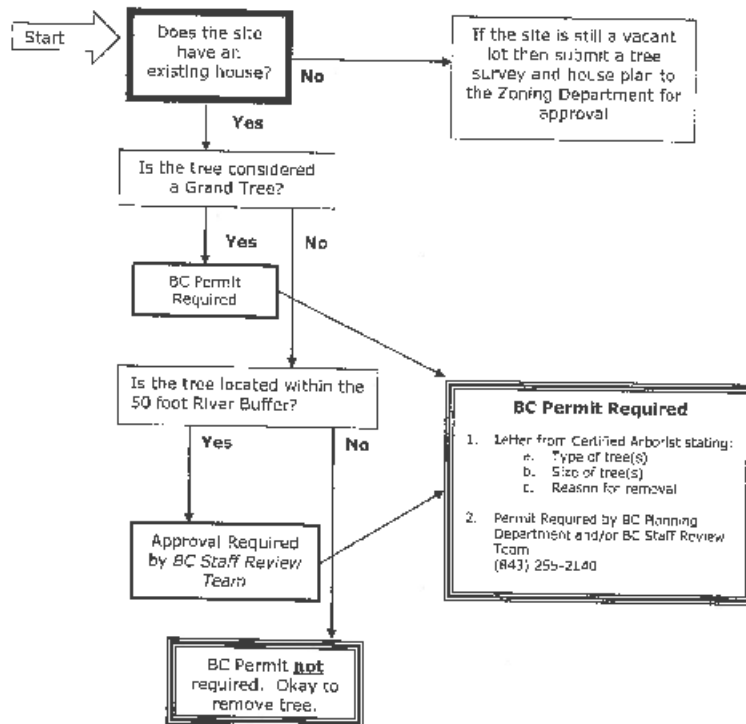 Start
Does the site
have an
existing house?
No
If the site is still a vacant
lot then submit a tree
survey and house plan to
the Zoning Department for
approval
Yes
Is the tree considered
a Grand Tree?
Yes
No
BC Permit
Required
Is the tree located within the
50 foot River Buffer?
Yes
No
BC Permit Required
1. Letter from Certified Arborist stating:
a. Type of tree(s)
b. Size of tree(s)
c. Reason for removal
2. Permit Required by BC Planning
Department and/or BC Staff Review
Team
(843) 255-2140
Approval Required
by BC Staff Review
Team
BC Permit not
required. Okay to
remove tree.